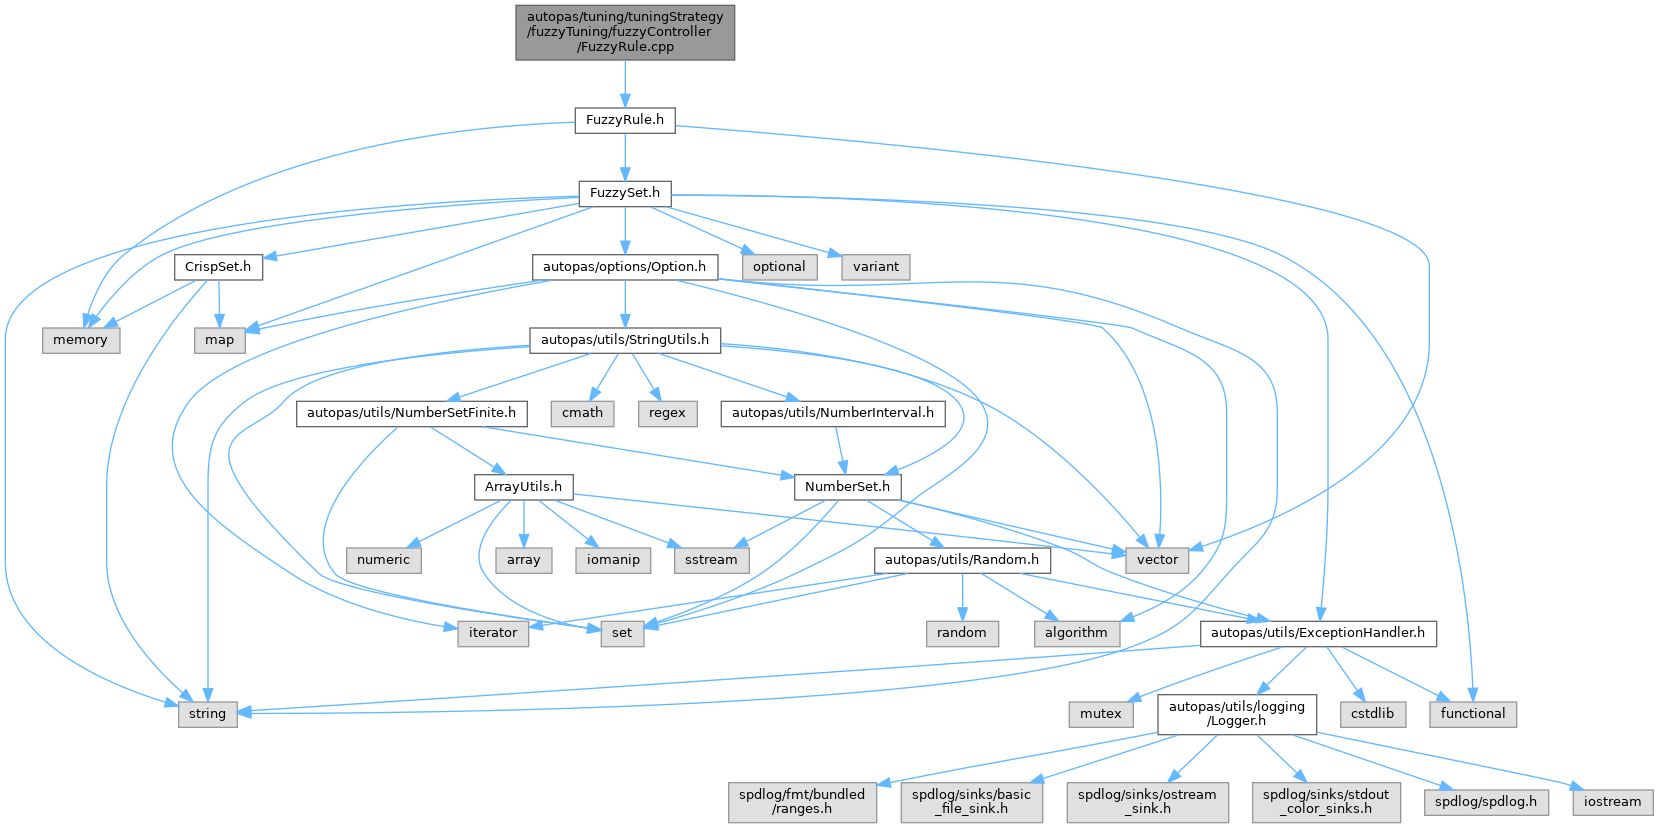 autopas/tuning/tuningStrategy
/fuzzyTuning/fuzzyController
/FuzzyRule.cpp
FuzzyRule.h
FuzzySet.h
CrispSet.h
autopas/options/Option.h
optional
variant
memory
map
autopas/utils/StringUtils.h
autopas/utils/NumberSetFinite.h
cmath
regex
autopas/utils/NumberInterval.h
ArrayUtils.h
NumberSet.h
numeric
array
iomanip
sstream
autopas/utils/Random.h
vector
iterator
set
random
algorithm
autopas/utils/ExceptionHandler.h
string
mutex
autopas/utils/logging
/Logger.h
cstdlib
functional
spdlog/fmt/bundled
/ranges.h
spdlog/sinks/basic
_file_sink.h
spdlog/sinks/ostream
_sink.h
spdlog/sinks/stdout
_color_sinks.h
spdlog/spdlog.h
iostream